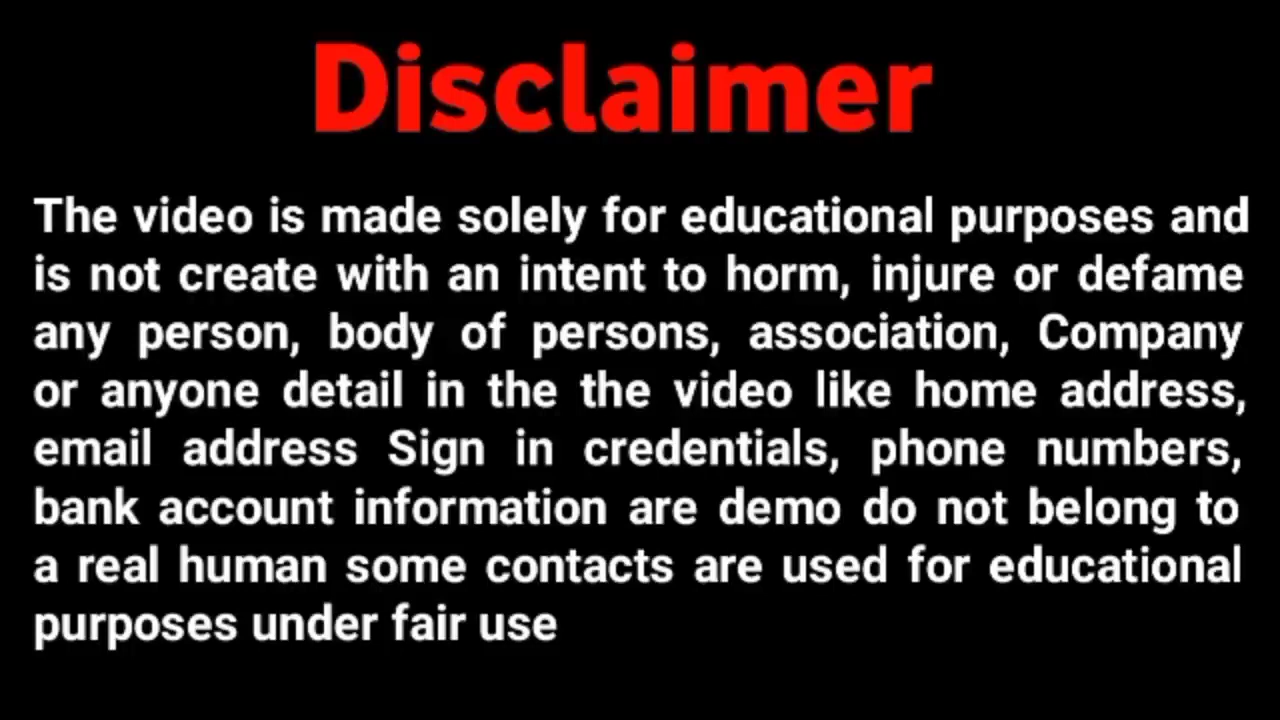 Disclaimer
The video is made solely for educational purposes and
is not create with an intent to horm, injure or defame
any person, body of persons, association, Company
or anyone detail in the the video like home address,
email address Sign in credentials, phone numbers,
bank account information are demo do not belong to
a real human some contacts are used for educational
purposes under fair use